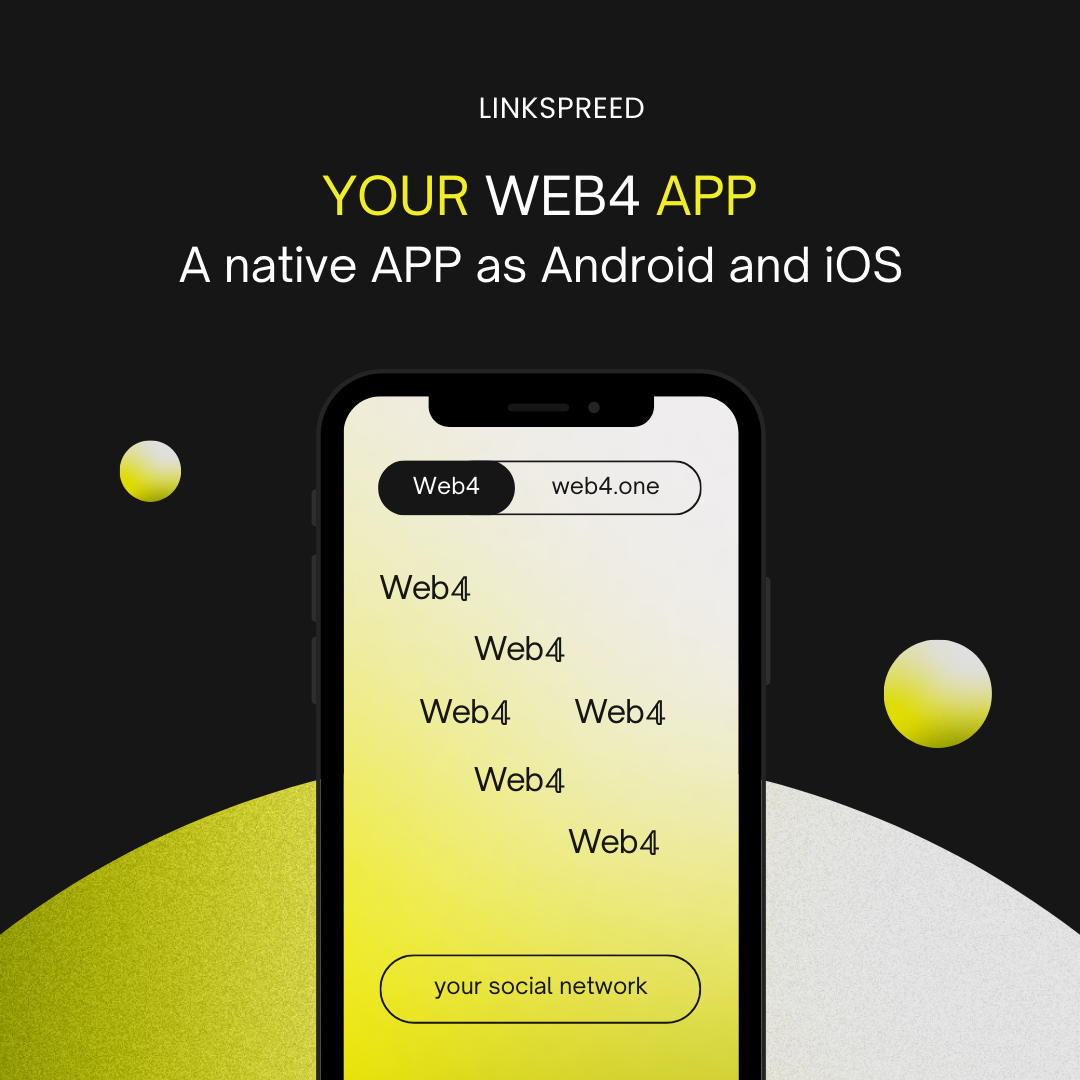 LINKSPREED
YOUR WEB4 APP
A native APP as Android and iOS
Web4 web4.one
Web𝟜
Web𝟜
Web𝟜 Web𝟜
Web𝟜
Web𝟜
your social network